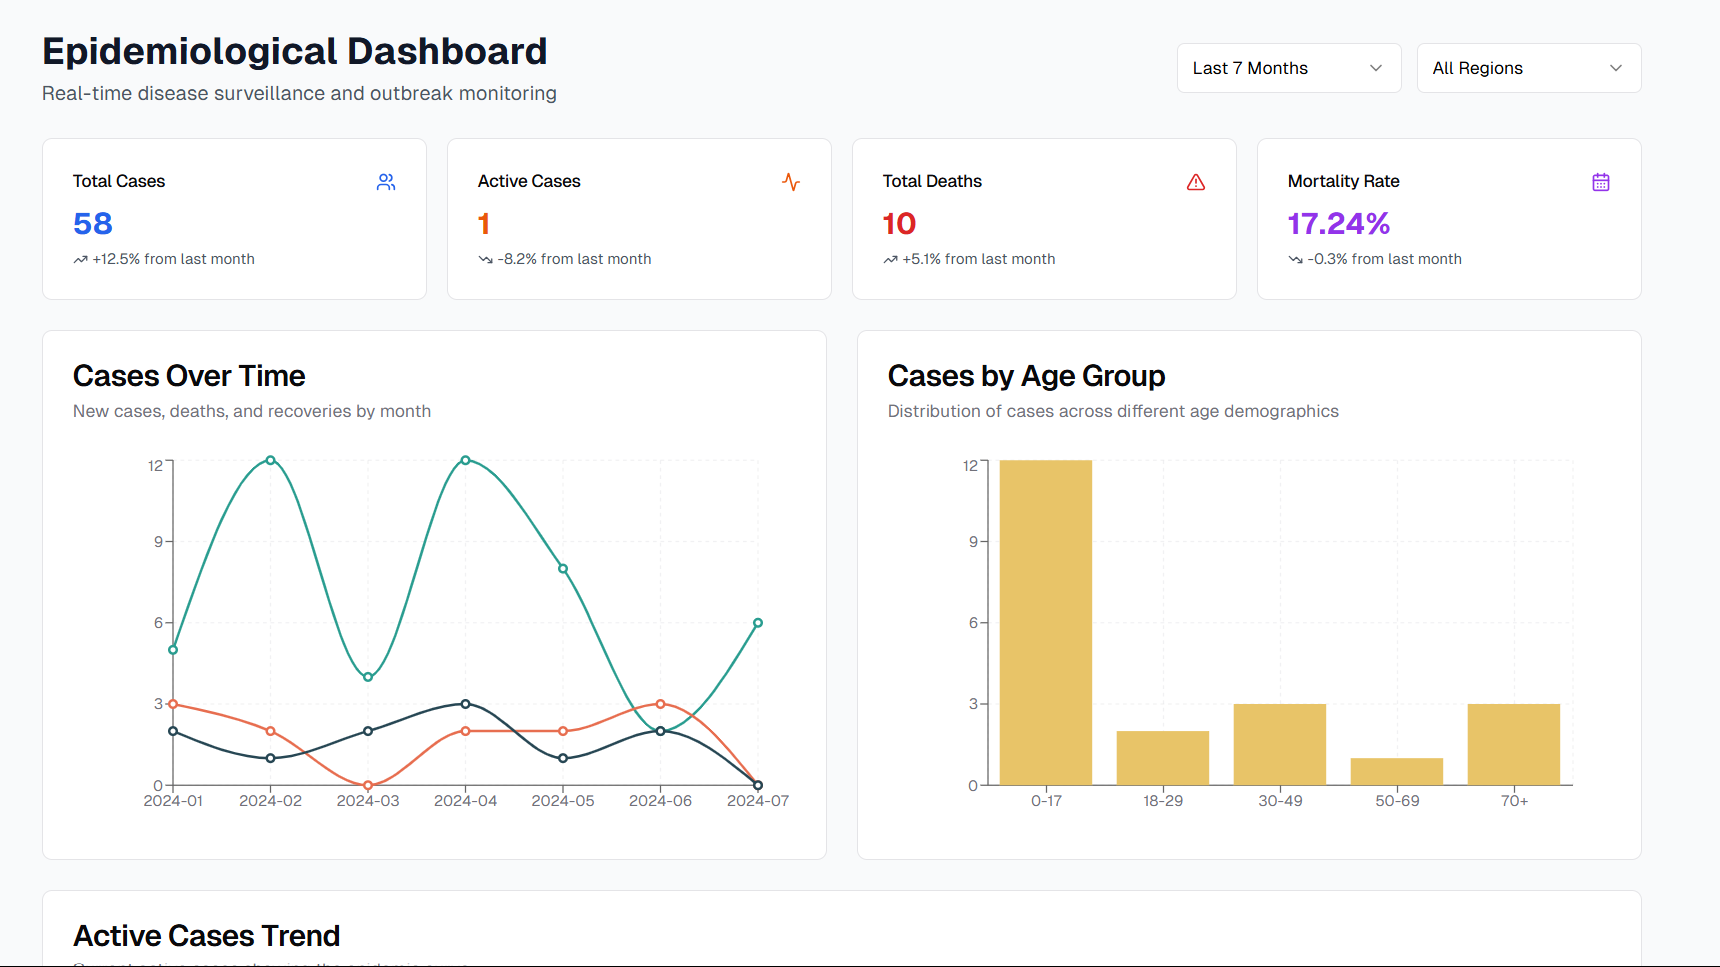 Epidemiological Dashboard
Real-time disease surveillance and outbreak monitoring
Last 7 Months
All Regions
Total Cases
58
+12.5% from last month
Active Cases
1
-8.2% from last month
Total Deaths
10
+5.1% from last month
Mortality Rate
17.24%
-0.3% from last month
Cases Over Time
New cases, deaths, and recoveries by month
12
9
6
3
0
2024-01 2024-02 2024-03 2024-04 2024-05 2024-06 2024-07
Cases by Age Group
Distribution of cases across different age demographics
12
9
6
3
0
0-17 18-29 30-49 50-69 70+
Active Cases Trend